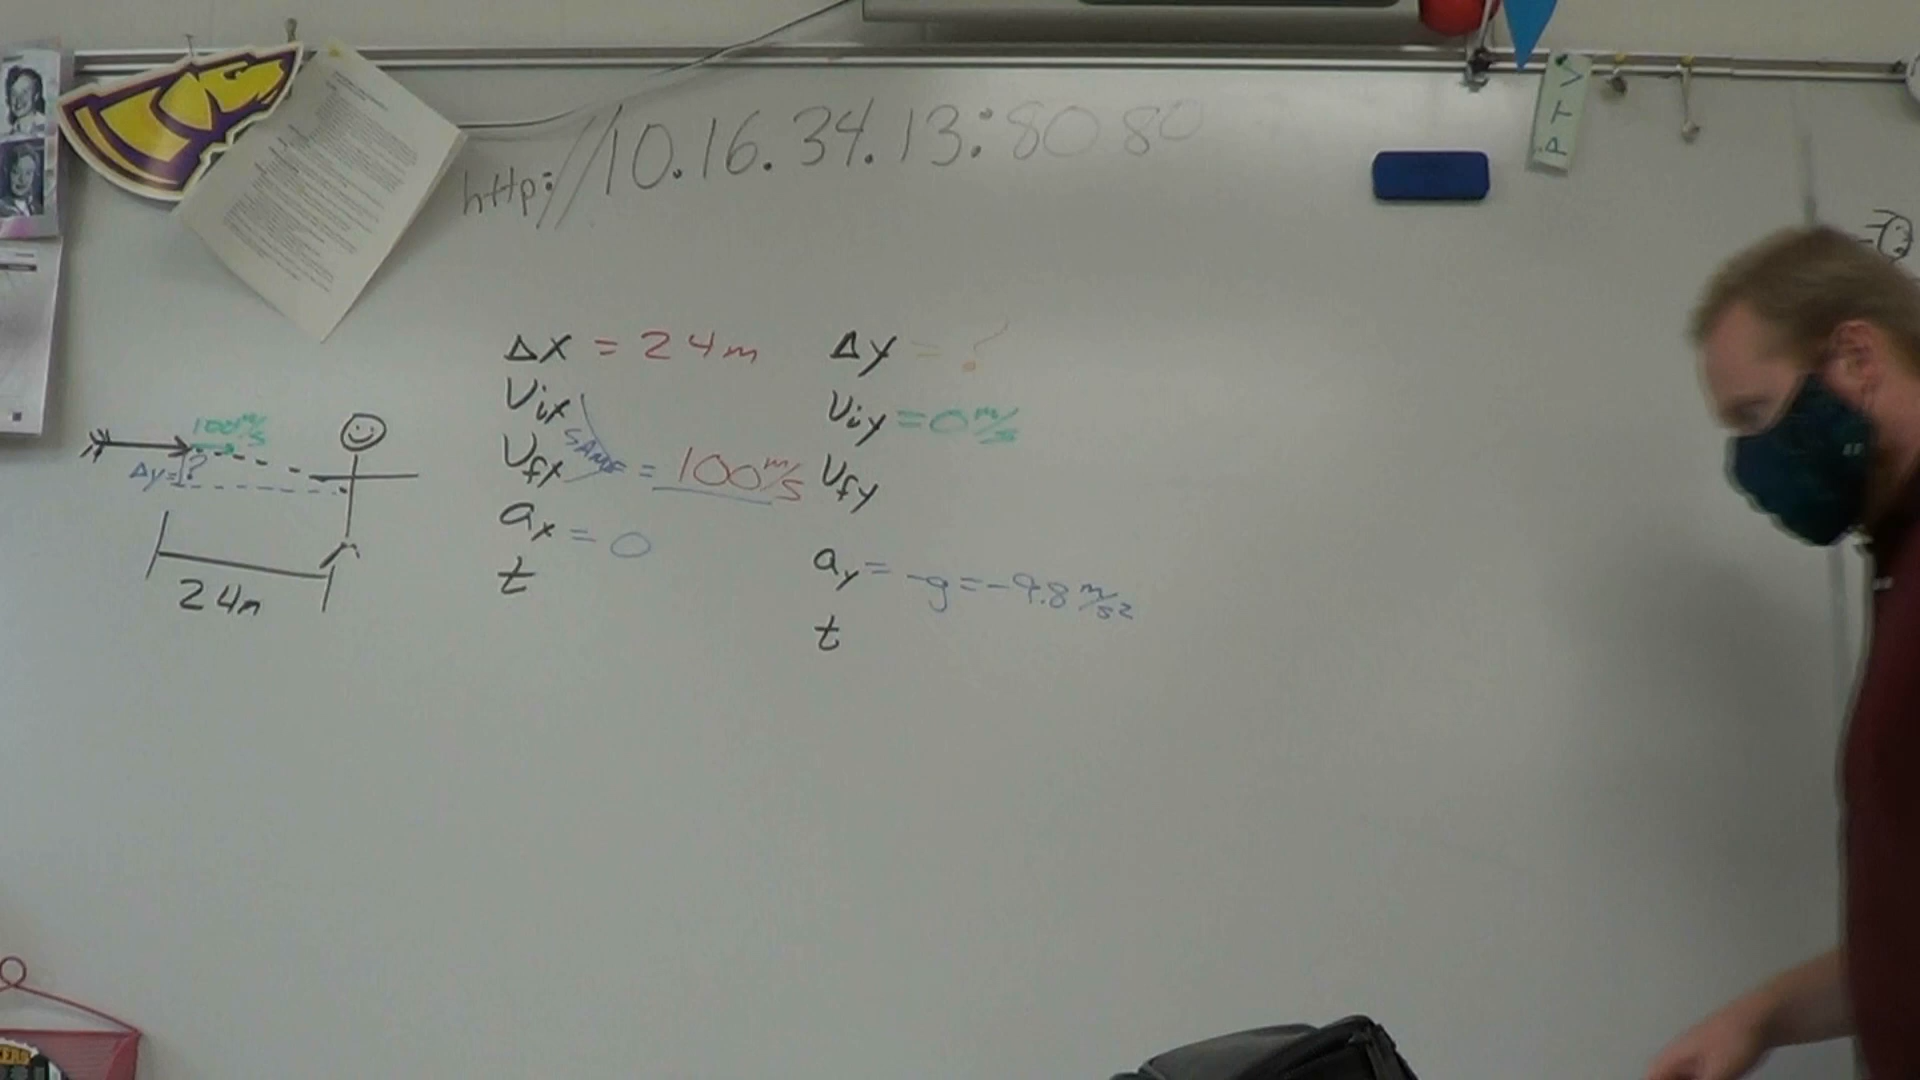 http://10.16.34.13:8080
PTV
100 m/s
Δy=?
24m
Δx = 24m
Vix
SAME
Vfx = 100 m/s
ax = 0
t
Δy = ?
Viy = 0 m/s
Vfy
ay = -g = -9.8 m/s²
t